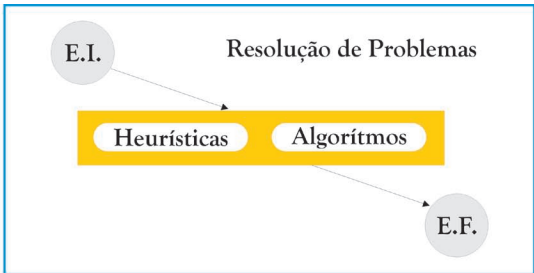 E.I.
Resolução de Problemas
Heurísticas
Algorítmos
E.F.